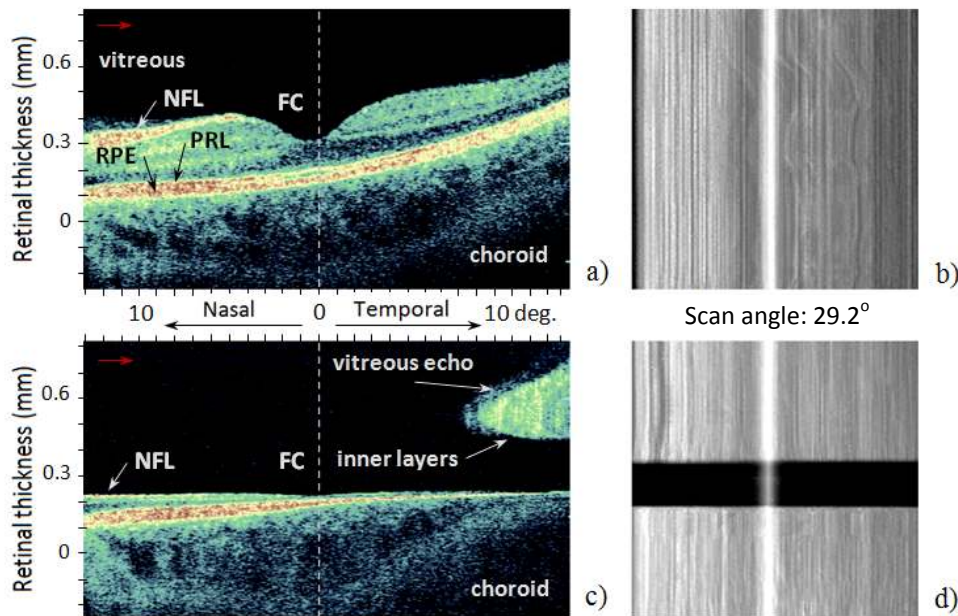 Retinal thickness (mm)
0.6
0.3
0
vitreous
NFL
FC
RPE
PRL
choroid
a)
b)
10
Nasal
0
Temporal
10 deg.
Scan angle: 29.2°
Retinal thickness (mm)
0.6
0.3
0
vitreous echo
inner layers
NFL
FC
choroid
c)
d)